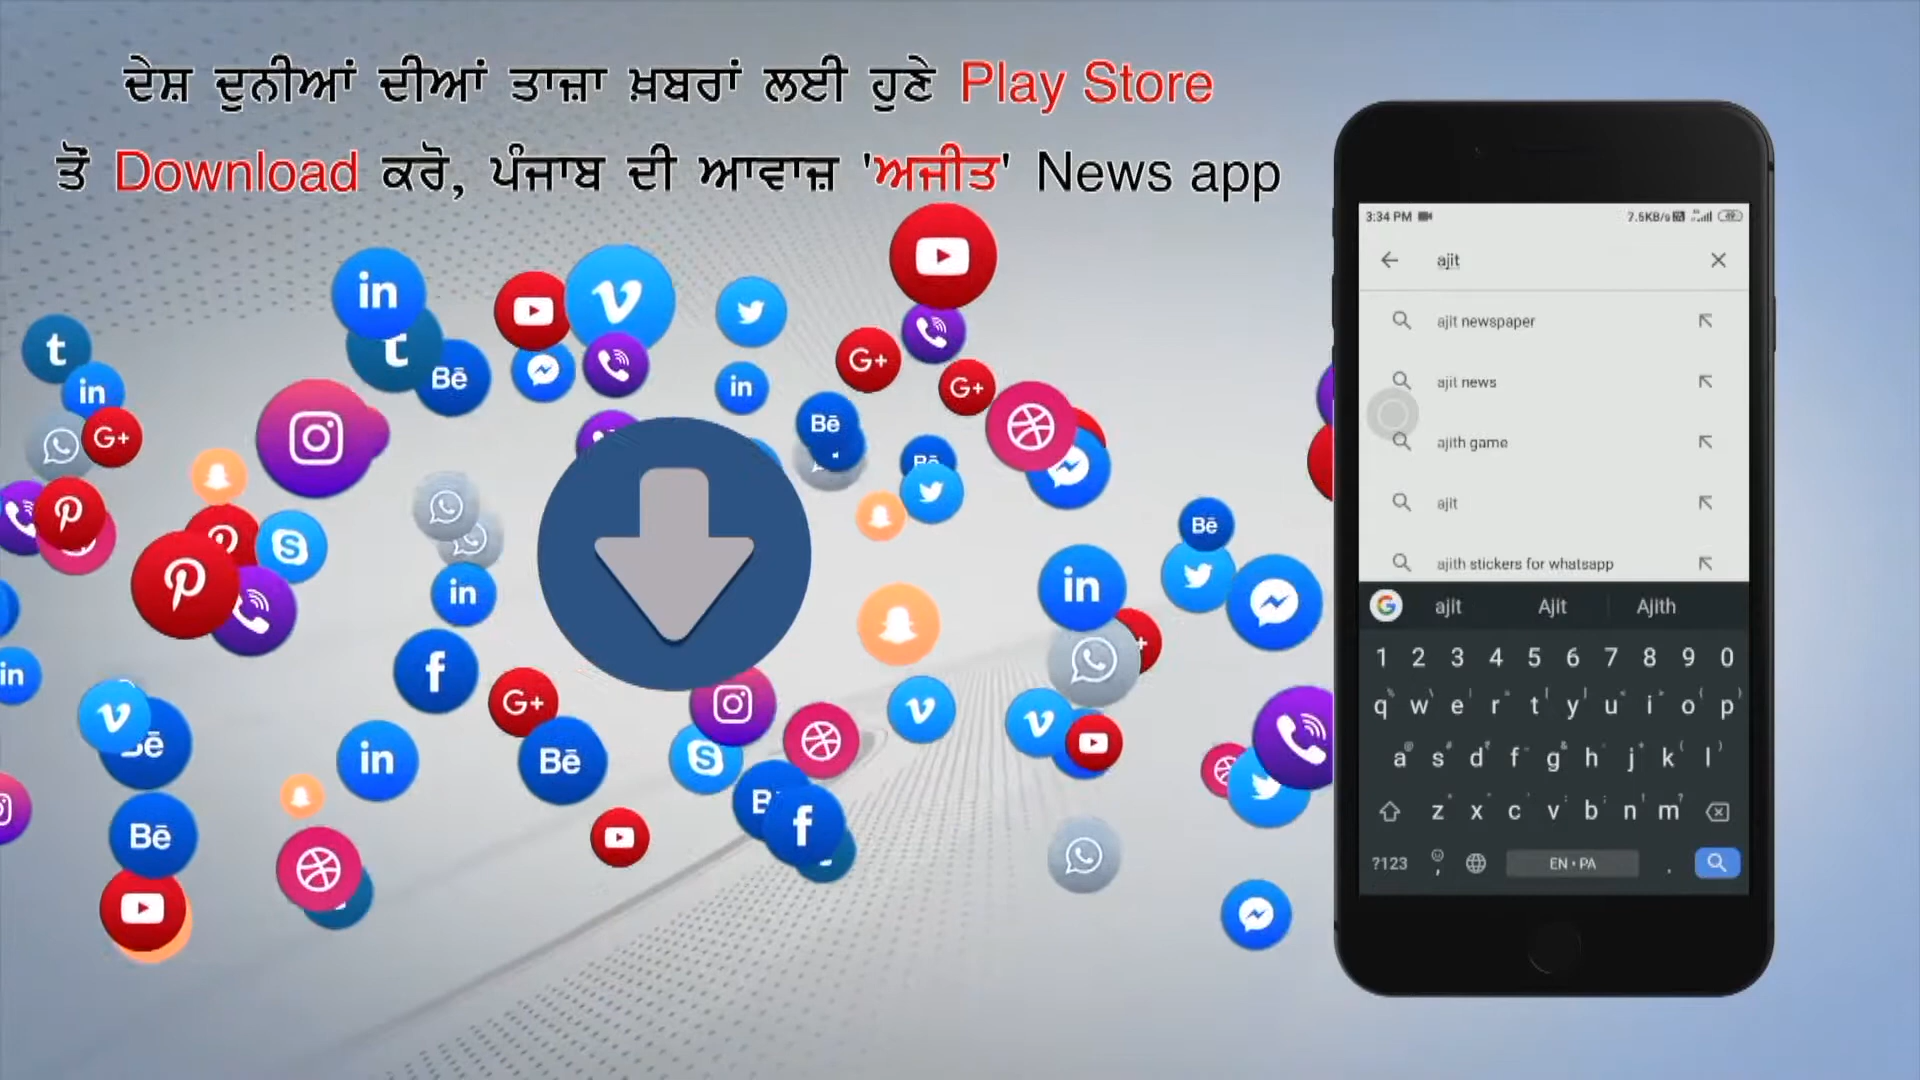 ਦੇਸ਼ ਦੁਨੀਆਂ ਦੀਆਂ ਤਾਜ਼ਾ ਖ਼ਬਰਾਂ ਲਈ ਹੁਣੇ Play Store
ਤੋਂ Download ਕਰੋ, ਪੰਜਾਬ ਦੀ ਆਵਾਜ਼ 'ਅਜੀਤ' News app
3:34 PM 7.5KB/s
ajit
ajit newspaper
ajit news
ajith game
ajit
ajith stickers for whatsapp
ajit Ajit Ajith
1 2 3 4 5 6 7 8 9 0
q w e r t y u i o p
a s d f g h j k l
z x c v b n m
?123 , EN • PA .